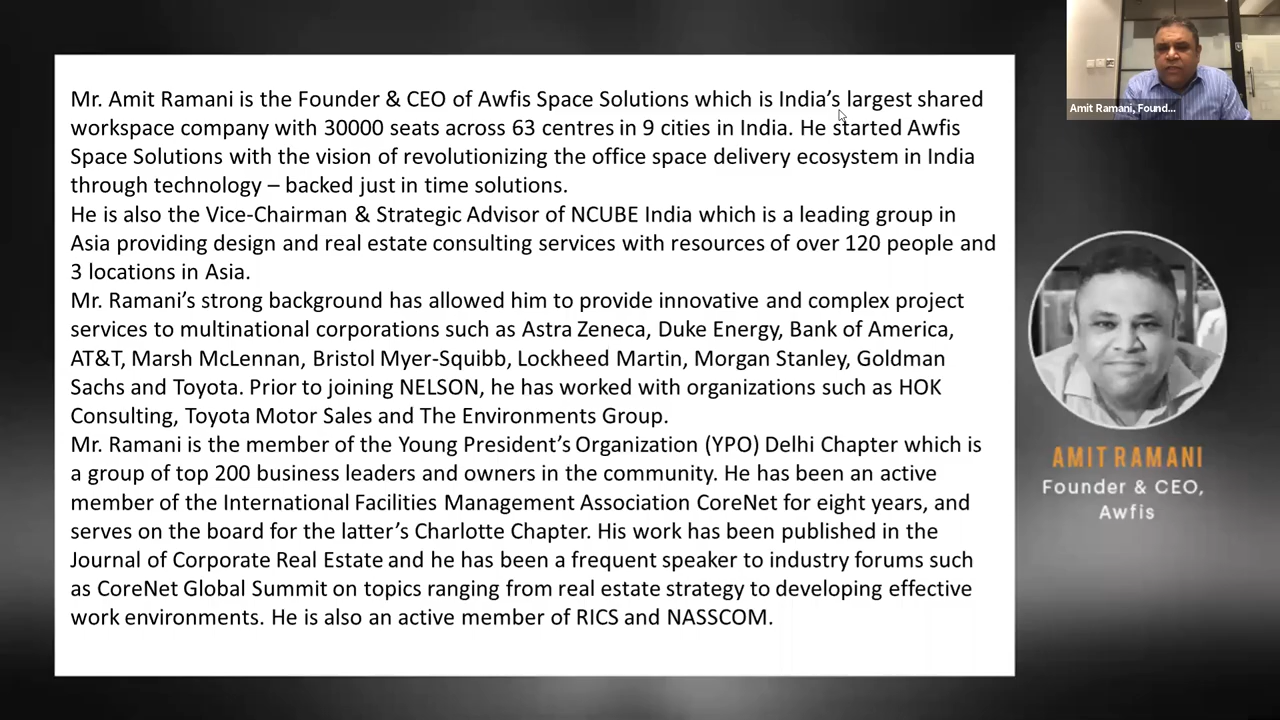 Mr. Amit Ramani is the Founder & CEO of Awfis Space Solutions which is India’s largest shared
workspace company with 30000 seats across 63 centres in 9 cities in India. He started Awfis
Space Solutions with the vision of revolutionizing the office space delivery ecosystem in India
through technology – backed just in time solutions.
He is also the Vice-Chairman & Strategic Advisor of NCUBE India which is a leading group in
Asia providing design and real estate consulting services with resources of over 120 people and
3 locations in Asia.
Mr. Ramani’s strong background has allowed him to provide innovative and complex project
services to multinational corporations such as Astra Zeneca, Duke Energy, Bank of America,
AT&T, Marsh McLennan, Bristol Myer-Squibb, Lockheed Martin, Morgan Stanley, Goldman
Sachs and Toyota. Prior to joining NELSON, he has worked with organizations such as HOK
Consulting, Toyota Motor Sales and The Environments Group.
Mr. Ramani is the member of the Young President’s Organization (YPO) Delhi Chapter which is
a group of top 200 business leaders and owners in the community. He has been an active
member of the International Facilities Management Association CoreNet for eight years, and
serves on the board for the latter’s Charlotte Chapter. His work has been published in the
Journal of Corporate Real Estate and he has been a frequent speaker to industry forums such
as CoreNet Global Summit on topics ranging from real estate strategy to developing effective
work environments. He is also an active member of RICS and NASSCOM.
Amit Ramani, Found...
AMIT RAMANI
Founder & CEO,
Awfis